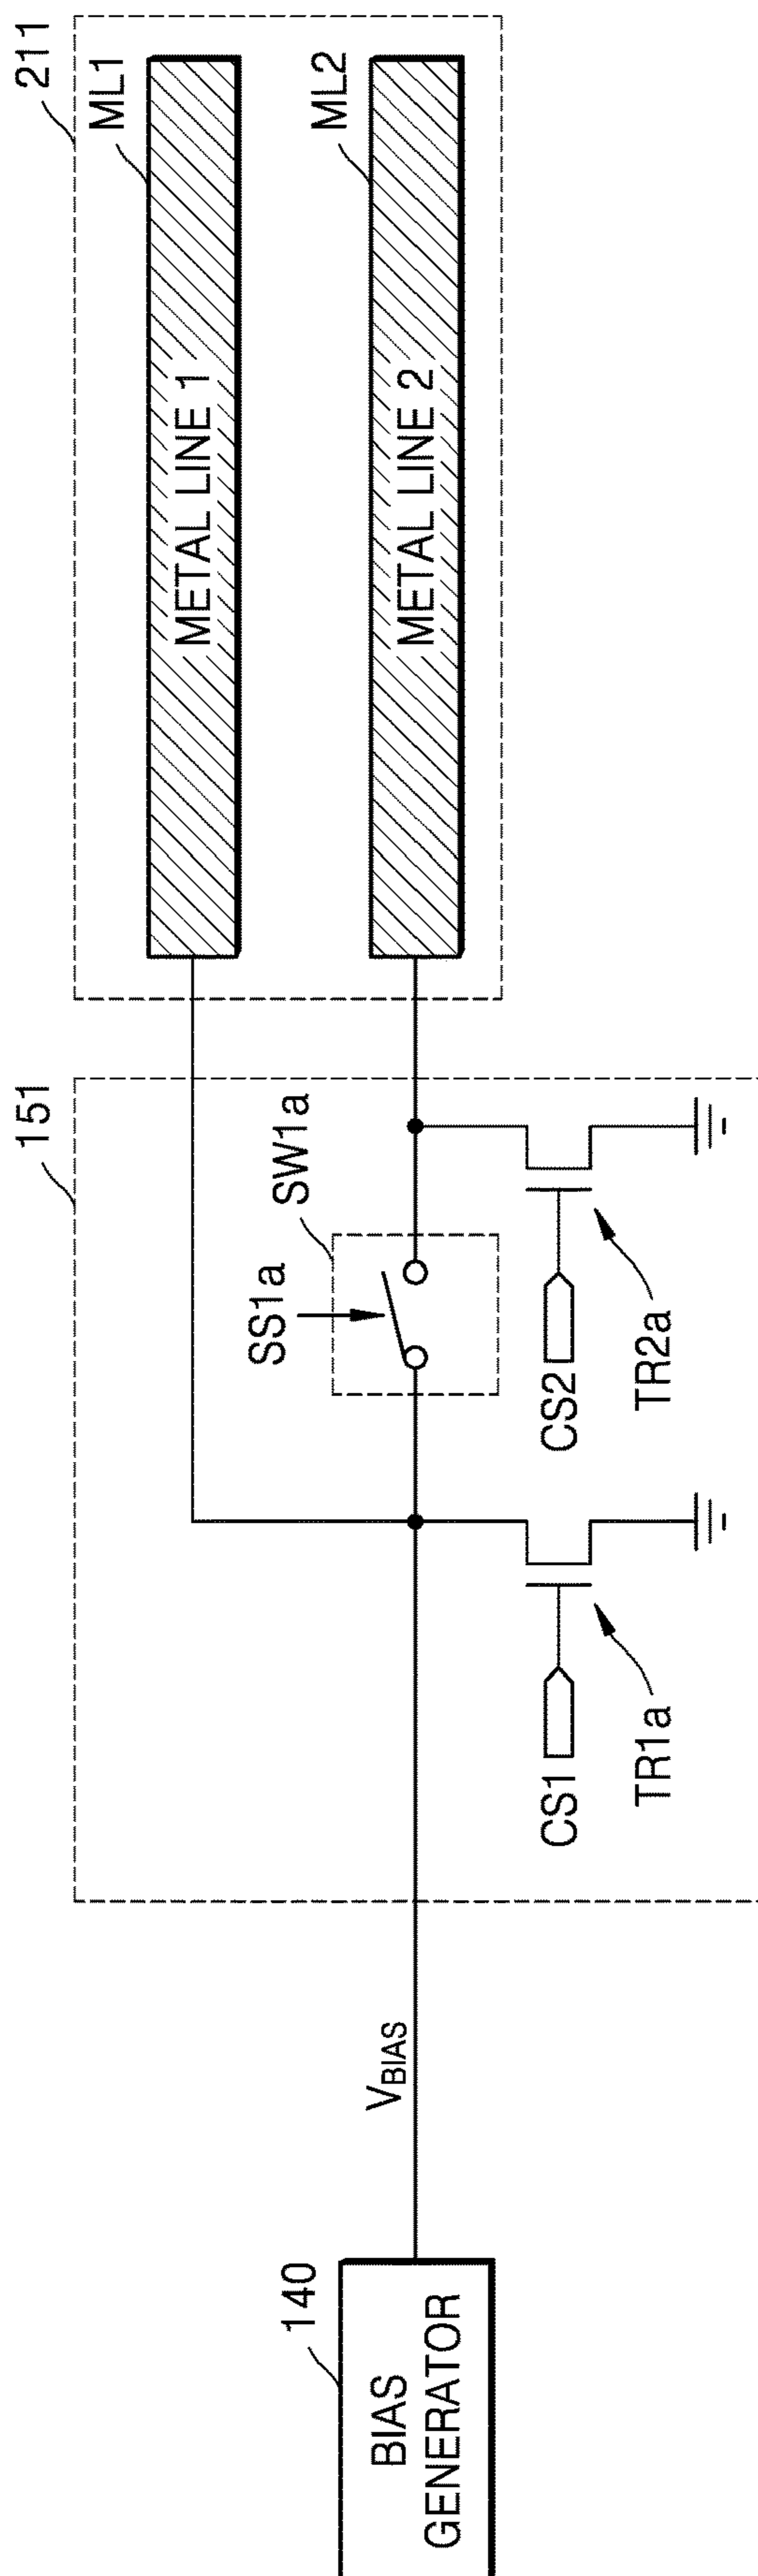 211
ML1
METAL LINE 1
ML2
METAL LINE 2
151
SW1a
SS1a
CS2
TR2a
CS1
TR1a
VBIAS
140
BIAS
GENERATOR